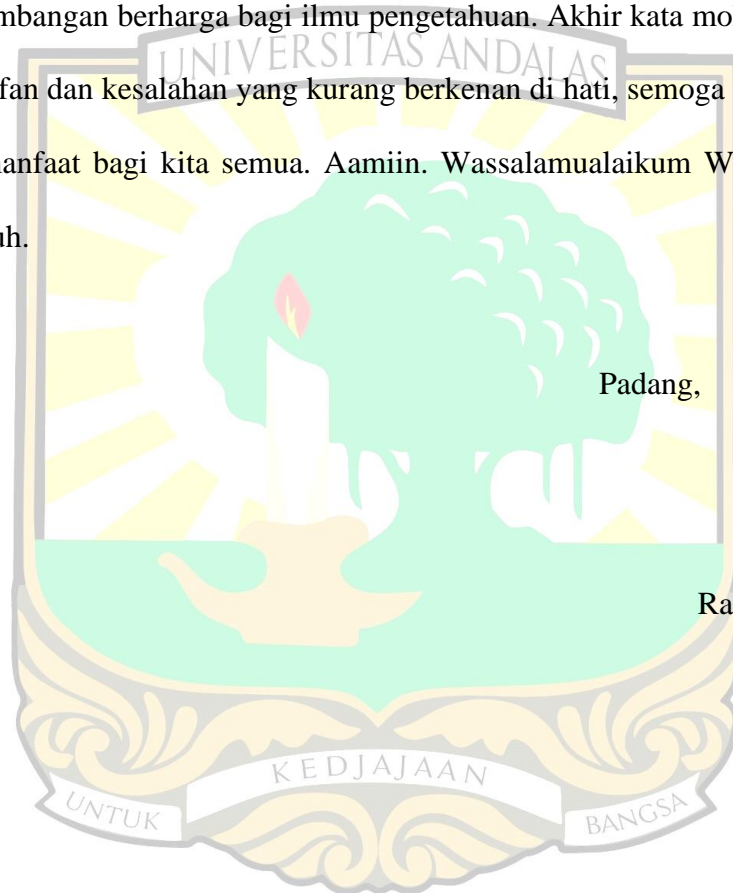 mbangan berharga bagi ilmu pengetahuan. Akhir kata mo
UNIVERSITAS ANDALAS
fan dan kesalahan yang kurang berkenan di hati, semoga
anfaat bagi kita semua. Aamiin. Wassalamualaikum W
uh.
Padang,
Ra
KEDJAJAAN
UNTUK BANGSA